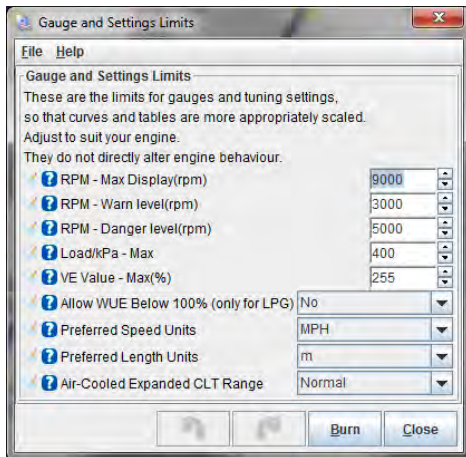 Gauge and Settings Limits
File Help
Gauge and Settings Limits
These are the limits for gauges and tuning settings,
so that curves and tables are more appropriately scaled.
Adjust to suit your engine.
They do not directly alter engine behaviour.
RPM - Max Display(rpm) 9000
RPM - Warn level(rpm) 3000
RPM - Danger level(rpm) 5000
Load/kPa - Max 400
VE Value - Max(%) 255
Allow WUE Below 100% (only for LPG) No
Preferred Speed Units MPH
Preferred Length Units m
Air-Cooled Expanded CLT Range Normal
Burn Close